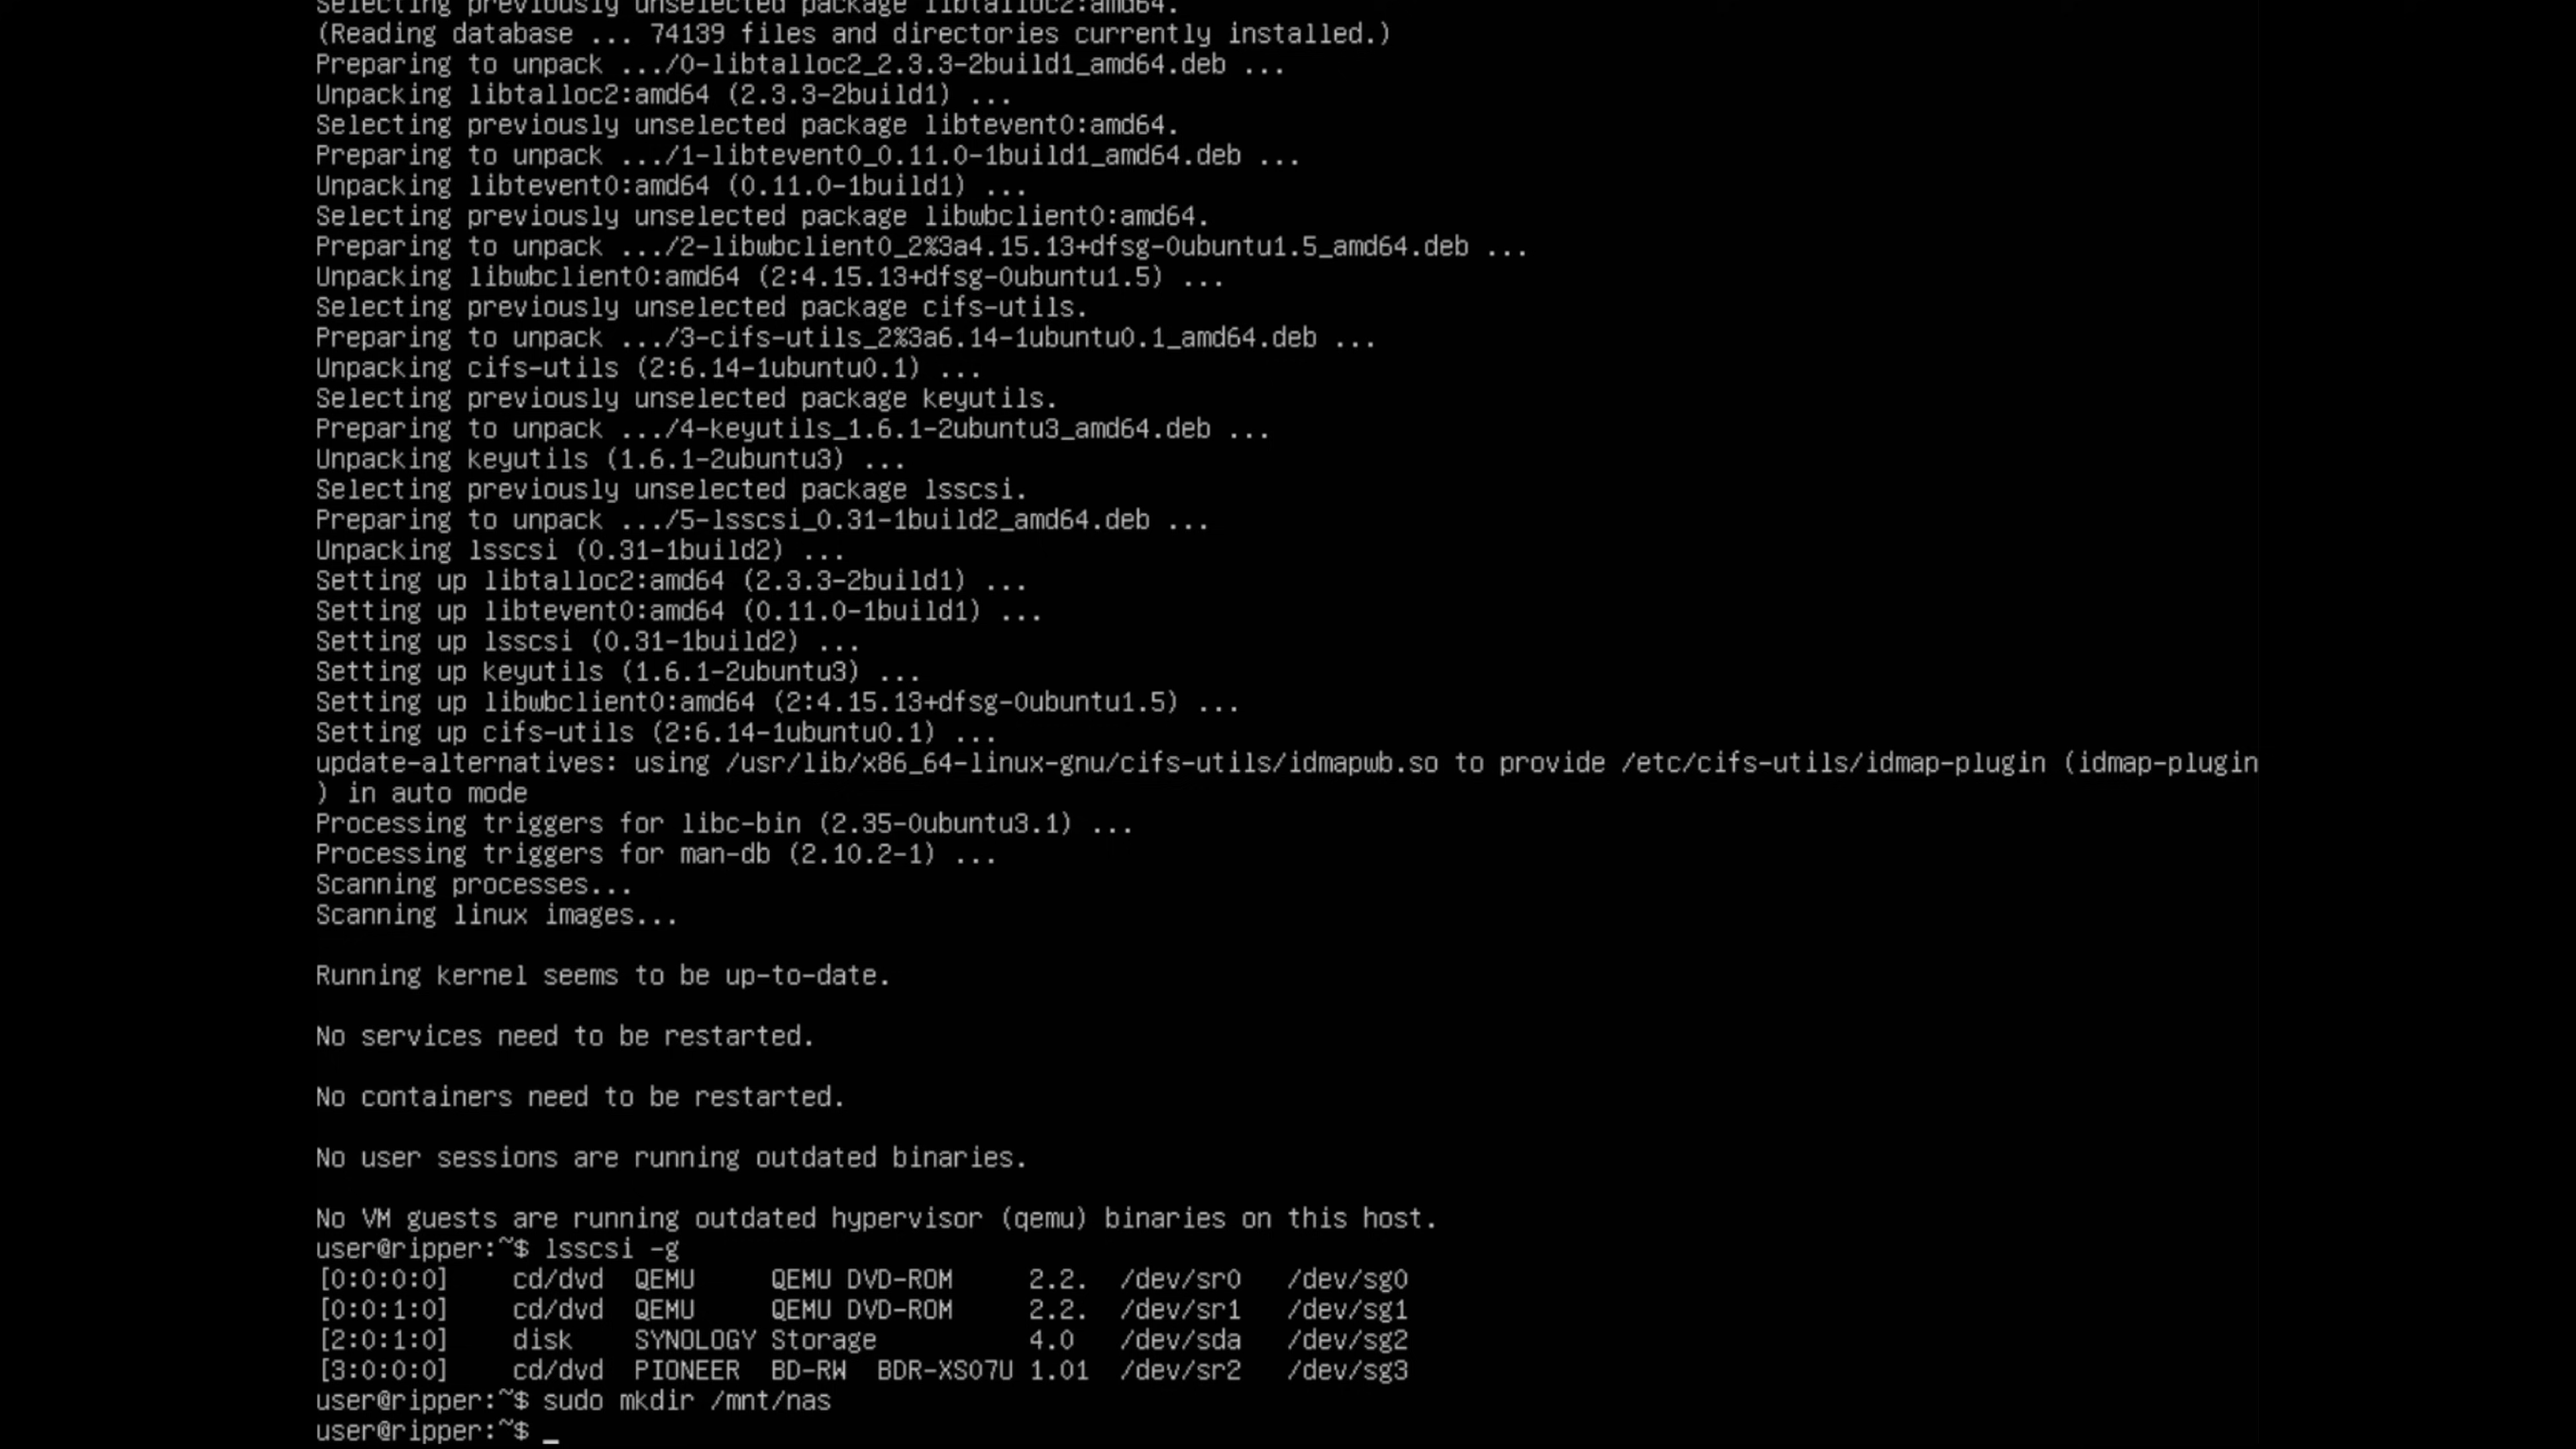 Selecting previously unselected package libtalloc2:amd64.
(Reading database ... 74139 files and directories currently installed.)
Preparing to unpack .../0-libtalloc2_2.3.3-2build1_amd64.deb ...
Unpacking libtalloc2:amd64 (2.3.3-2build1) ...
Selecting previously unselected package libtevent0:amd64.
Preparing to unpack .../1-libtevent0_0.11.0-1build1_amd64.deb ...
Unpacking libtevent0:amd64 (0.11.0-1build1) ...
Selecting previously unselected package libwbclient0:amd64.
Preparing to unpack .../2-libwbclient0_2%3a4.15.13+dfsg-0ubuntu1.5_amd64.deb ...
Unpacking libwbclient0:amd64 (2:4.15.13+dfsg-0ubuntu1.5) ...
Selecting previously unselected package cifs-utils.
Preparing to unpack .../3-cifs-utils_2%3a6.14-1ubuntu0.1_amd64.deb ...
Unpacking cifs-utils (2:6.14-1ubuntu0.1) ...
Selecting previously unselected package keyutils.
Preparing to unpack .../4-keyutils_1.6.1-2ubuntu3_amd64.deb ...
Unpacking keyutils (1.6.1-2ubuntu3) ...
Selecting previously unselected package lsscsi.
Preparing to unpack .../5-lsscsi_0.31-1build2_amd64.deb ...
Unpacking lsscsi (0.31-1build2) ...
Setting up libtalloc2:amd64 (2.3.3-2build1) ...
Setting up libtevent0:amd64 (0.11.0-1build1) ...
Setting up lsscsi (0.31-1build2) ...
Setting up keyutils (1.6.1-2ubuntu3) ...
Setting up libwbclient0:amd64 (2:4.15.13+dfsg-0ubuntu1.5) ...
Setting up cifs-utils (2:6.14-1ubuntu0.1) ...
update-alternatives: using /usr/lib/x86_64-linux-gnu/cifs-utils/idmapwb.so to provide /etc/cifs-utils/idmap-plugin (idmap-plugin
) in auto mode
Processing triggers for libc-bin (2.35-0ubuntu3.1) ...
Processing triggers for man-db (2.10.2-1) ...
Scanning processes...
Scanning linux images...
Running kernel seems to be up-to-date.
No services need to be restarted.
No containers need to be restarted.
No user sessions are running outdated binaries.
No VM guests are running outdated hypervisor (qemu) binaries on this host.
user@ripper:~$ lsscsi -g
[0:0:0:0]    cd/dvd  QEMU     QEMU DVD-ROM     2.2.  /dev/sr0   /dev/sg0
[0:0:1:0]    cd/dvd  QEMU     QEMU DVD-ROM     2.2.  /dev/sr1   /dev/sg1
[2:0:1:0]    disk    SYNOLOGY Storage          4.0   /dev/sda   /dev/sg2
[3:0:0:0]    cd/dvd  PIONEER  BD-RW  BDR-XS07U 1.01  /dev/sr2   /dev/sg3
user@ripper:~$ sudo mkdir /mnt/nas
user@ripper:~$ _